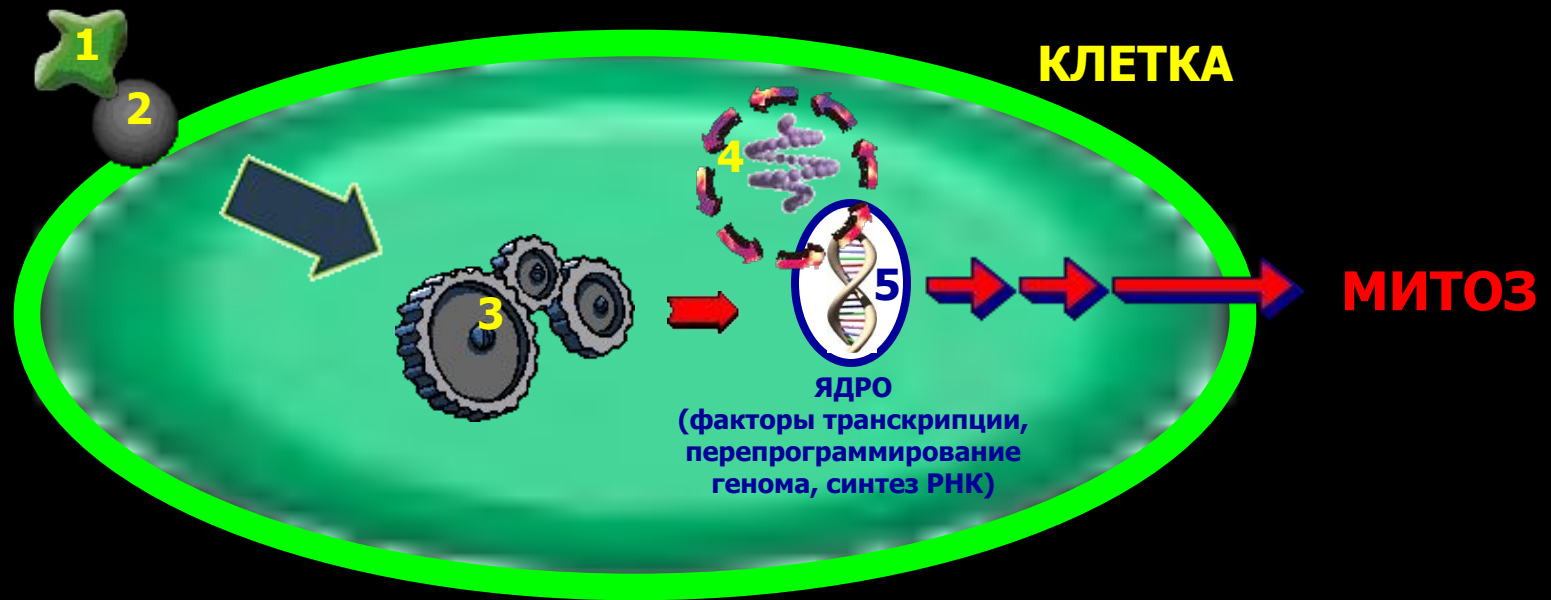 1
КЛЕТКА
2
4
5
3
МИТОЗ
ЯДРО
(факторы транскрипции,
перепрограммирование
генома, синтез РНК)